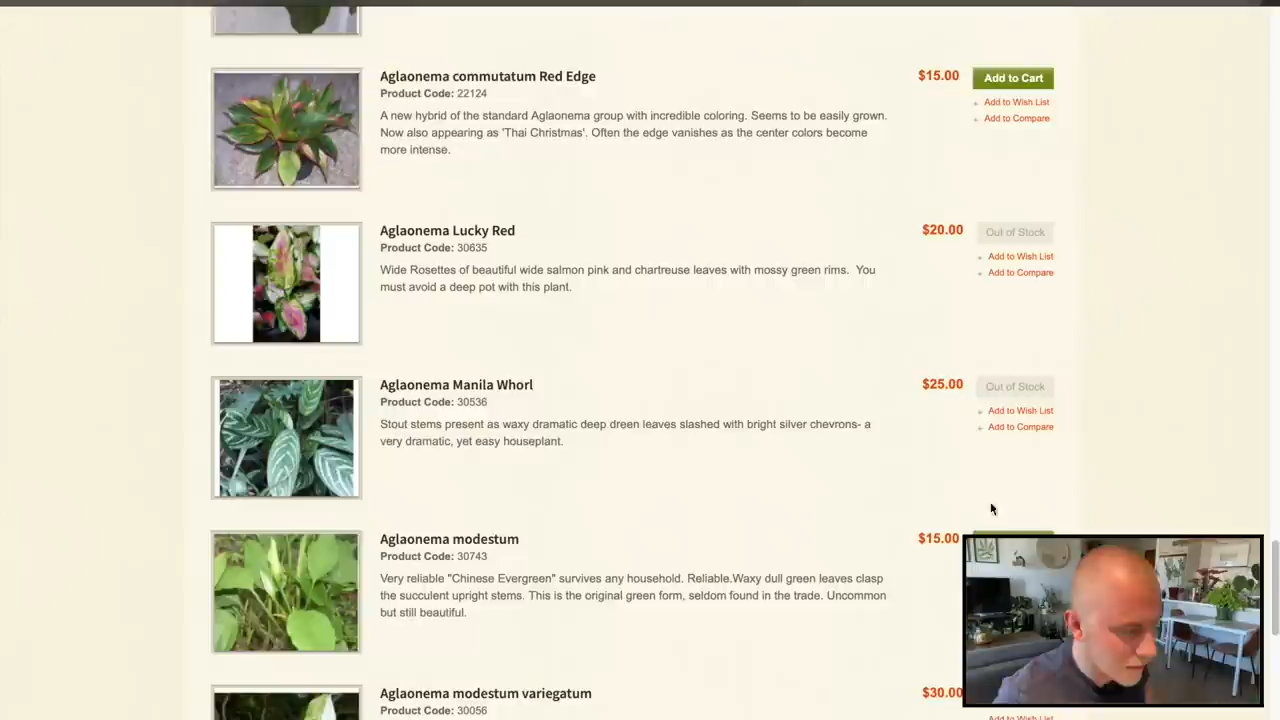 Aglaonema commutatum Red Edge
Product Code: 22124
A new hybrid of the standard Aglaonema group with incredible coloring. Seems to be easily grown.
Now also appearing as 'Thai Christmas'. Often the edge vanishes as the center colors become
more intense.
$15.00
Add to Cart
Add to Wish List
Add to Compare
Aglaonema Lucky Red
Product Code: 30635
Wide Rosettes of beautiful wide salmon pink and chartreuse leaves with mossy green rims. You
must avoid a deep pot with this plant.
$20.00
Out of Stock
Add to Wish List
Add to Compare
Aglaonema Manila Whorl
Product Code: 30536
Stout stems present as waxy dramatic deep dreen leaves slashed with bright silver chevrons- a
very dramatic, yet easy houseplant.
$25.00
Out of Stock
Add to Wish List
Add to Compare
Aglaonema modestum
Product Code: 30743
Very reliable "Chinese Evergreen" survives any household. Reliable.Waxy dull green leaves clasp
the succulent upright stems. This is the original green form, seldom found in the trade. Uncommon
but still beautiful.
$15.00
Aglaonema modestum variegatum
Product Code: 30056
$30.00
Add to Wish List